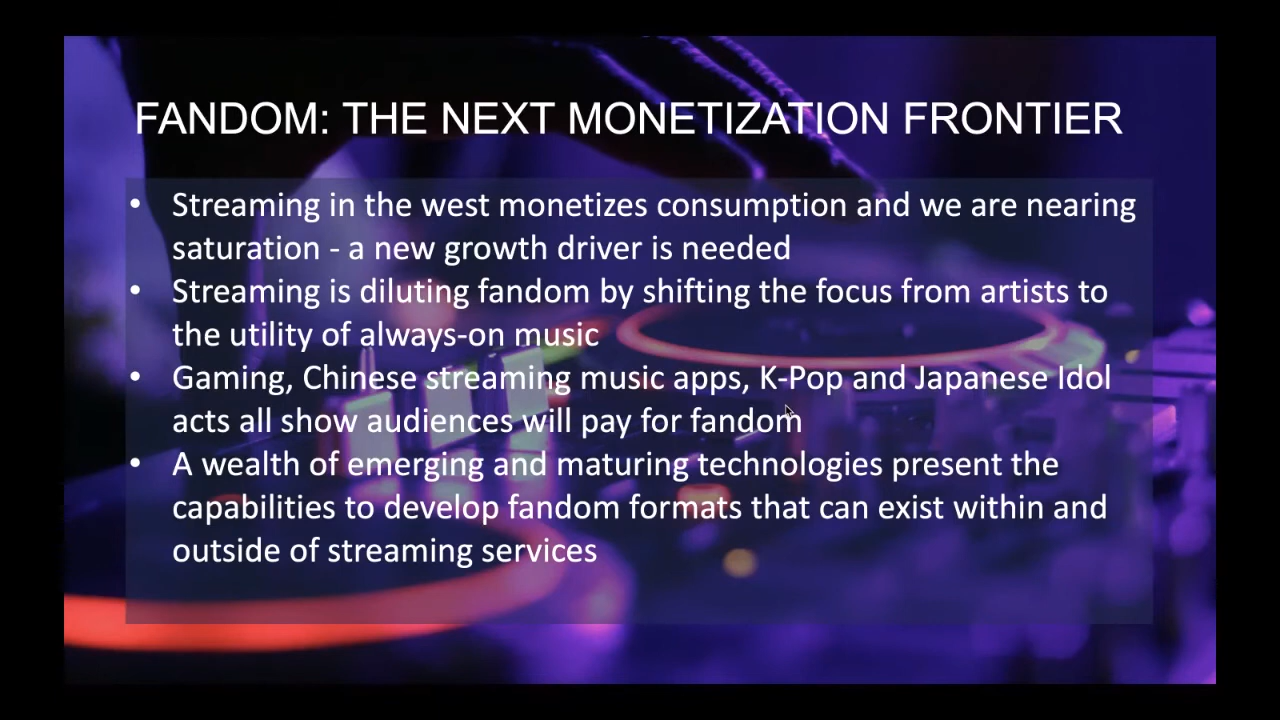 FANDOM: THE NEXT MONETIZATION FRONTIER
• Streaming in the west monetizes consumption and we are nearing
saturation - a new growth driver is needed
• Streaming is diluting fandom by shifting the focus from artists to
the utility of always-on music
• Gaming, Chinese streaming music apps, K-Pop and Japanese Idol
acts all show audiences will pay for fandom
• A wealth of emerging and maturing technologies present the
capabilities to develop fandom formats that can exist within and
outside of streaming services